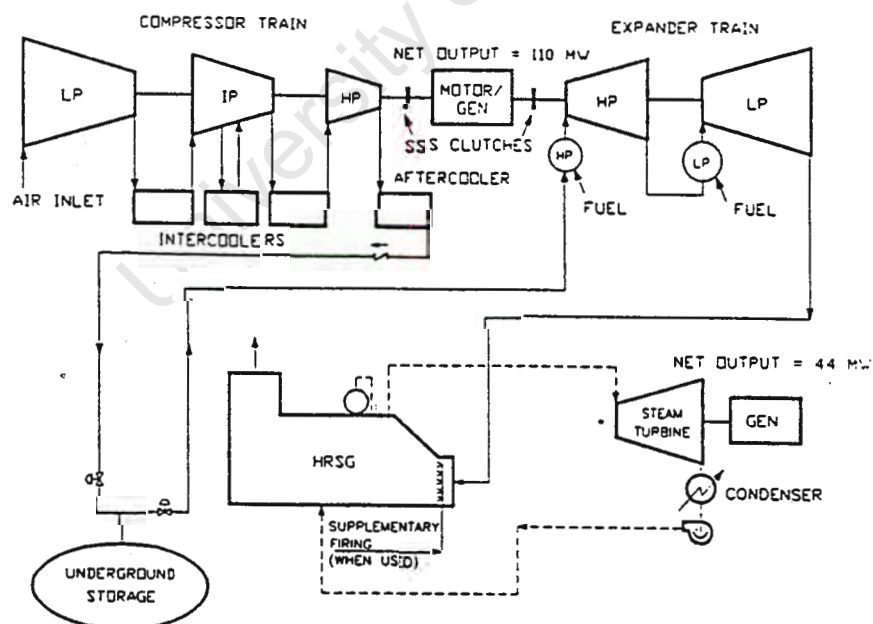 COMPRESSOR TRAIN
EXPANDER TRAIN
NET OUTPUT = 110 MW
LP
IP
HP
MOTOR/
GEN
HP
LP
SSS CLUTCHES
HP
LP
AIR INLET
AFTERCOOLER
FUEL
FUEL
INTERCOOLERS
University
NET OUTPUT = 44 MW
STEAM
TURBINE
GEN
HRSG
CONDENSER
SUPPLEMENTARY
FIRING
(WHEN USED)
UNDERGROUND
STORAGE